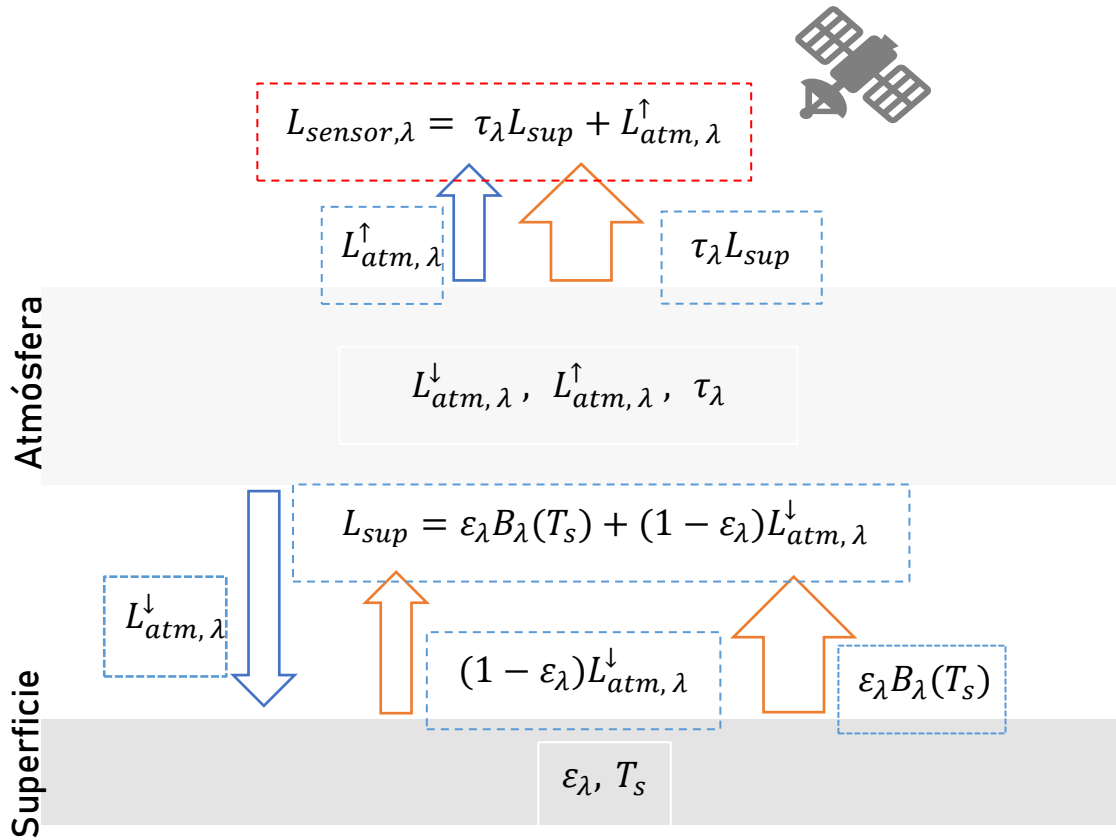 L_{sensor,λ} = τ_λ L_{sup} + L^↑_{atm, λ}
L^↑_{atm, λ}
τ_λ L_{sup}
Atmósfera
L^↓_{atm, λ} , L^↑_{atm, λ} , τ_λ
L_{sup} = ε_λ B_λ(T_s) + (1 − ε_λ)L^↓_{atm, λ}
L^↓_{atm, λ}
(1 − ε_λ)L^↓_{atm, λ}
ε_λ B_λ(T_s)
Superficie
ε_λ, T_s